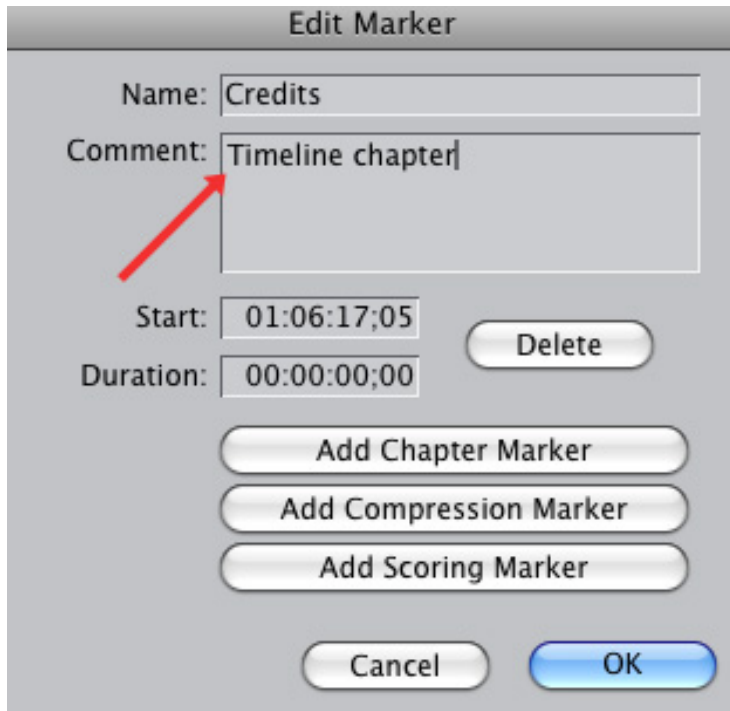 Edit Marker
Name: Credits
Comment: Timeline chapter
Start: 01:06:17;05
Delete
Duration: 00:00:00;00
Add Chapter Marker
Add Compression Marker
Add Scoring Marker
Cancel OK